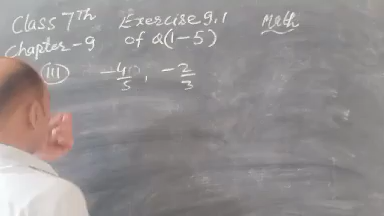 Class 7Th Exercise 9.1 Math
Chapter-9 of Q(1-5)
(III) -4/5, -2/3